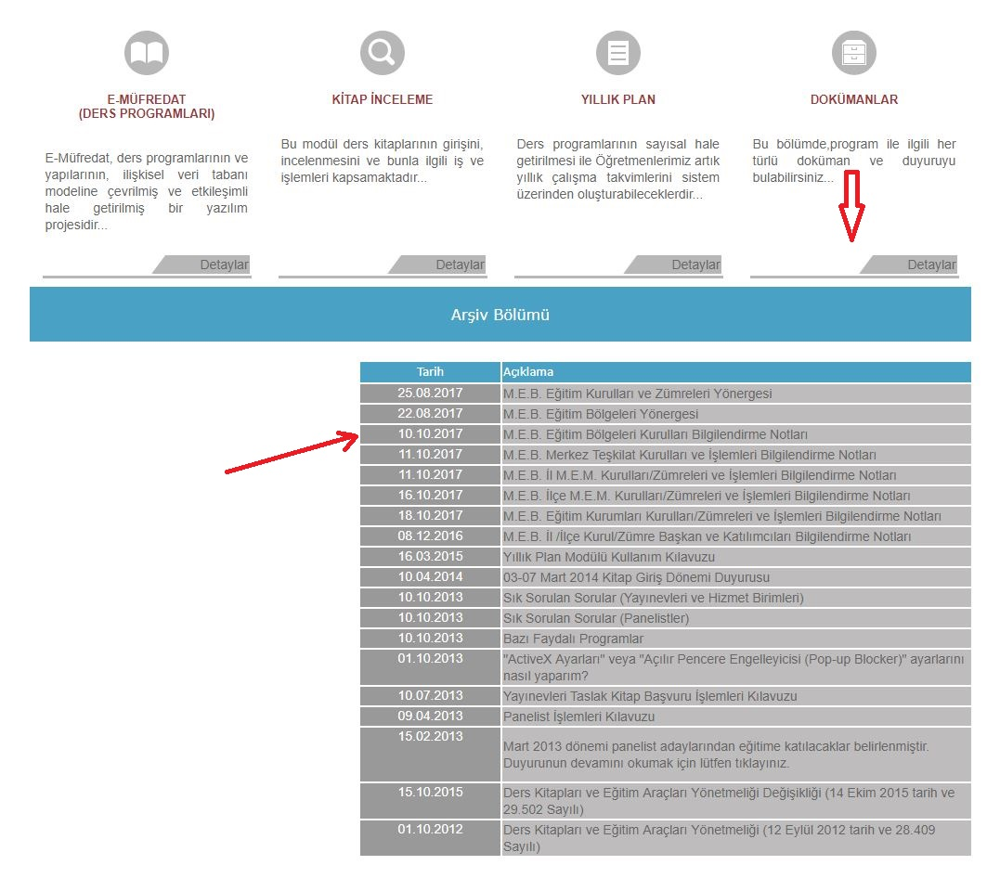 E-MÜFREDAT
(DERS PROGRAMLARI)
E-Müfredat, ders programlarının ve
yapılarının, ilişkisel veri tabanı
modeline çevrilmiş ve etkileşimli
hale getirilmiş bir yazılım
projesidir...
Detaylar
KİTAP İNCELEME
Bu modül ders kitaplarının girişini,
incelenmesini ve bunla ilgili iş ve
işlemleri kapsamaktadır...
Detaylar
YILLIK PLAN
Ders programlarının sayısal hale
getirilmesi ile Öğretmenlerimiz artık
yıllık çalışma takvimlerini sistem
üzerinden oluşturabileceklerdir...
Detaylar
DOKÜMANLAR
Bu bölümde,program ile ilgili her
türlü doküman ve duyuruyu
bulabilirsiniz...
Detaylar
Arşiv Bölümü
Tarih Açıklama
25.08.2017 M.E.B. Eğitim Kurulları ve Zümreleri Yönergesi
22.08.2017 M.E.B. Eğitim Bölgeleri Yönergesi
10.10.2017 M.E.B. Eğitim Bölgeleri Kurulları Bilgilendirme Notları
11.10.2017 M.E.B. Merkez Teşkilat Kurulları ve İşlemleri Bilgilendirme Notları
11.10.2017 M.E.B. İl M.E.M. Kurulları/Zümreleri ve İşlemleri Bilgilendirme Notları
16.10.2017 M.E.B. İlçe M.E.M. Kurulları/Zümreleri ve İşlemleri Bilgilendirme Notları
18.10.2017 M.E.B. Eğitim Kurumları Kurulları/Zümreleri ve İşlemleri Bilgilendirme Notları
08.12.2016 M.E.B. İl /İlçe Kurul/Zümre Başkan ve Katılımcıları Bilgilendirme Notları
16.03.2015 Yıllık Plan Modülü Kullanım Kılavuzu
10.04.2014 03-07 Mart 2014 Kitap Giriş Dönemi Duyurusu
10.10.2013 Sık Sorulan Sorular (Yayınevleri ve Hizmet Birimleri)
10.10.2013 Sık Sorulan Sorular (Panelistler)
10.10.2013 Bazı Faydalı Programlar
01.10.2013 "ActiveX Ayarları" veya "Açılır Pencere Engelleyicisi (Pop-up Blocker)" ayarlarını
nasıl yaparım?
10.07.2013 Yayınevleri Taslak Kitap Başvuru İşlemleri Kılavuzu
09.04.2013 Panelist İşlemleri Kılavuzu
15.02.2013
Mart 2013 dönemi panelist adaylarından eğitime katılacaklar belirlenmiştir.
Duyurunun devamını okumak için lütfen tıklayınız.
15.10.2015 Ders Kitapları ve Eğitim Araçları Yönetmeliği Değişikliği (14 Ekim 2015 tarih ve
29.502 Sayılı)
01.10.2012 Ders Kitapları ve Eğitim Araçları Yönetmeliği (12 Eylül 2012 tarih ve 28.409
Sayılı)